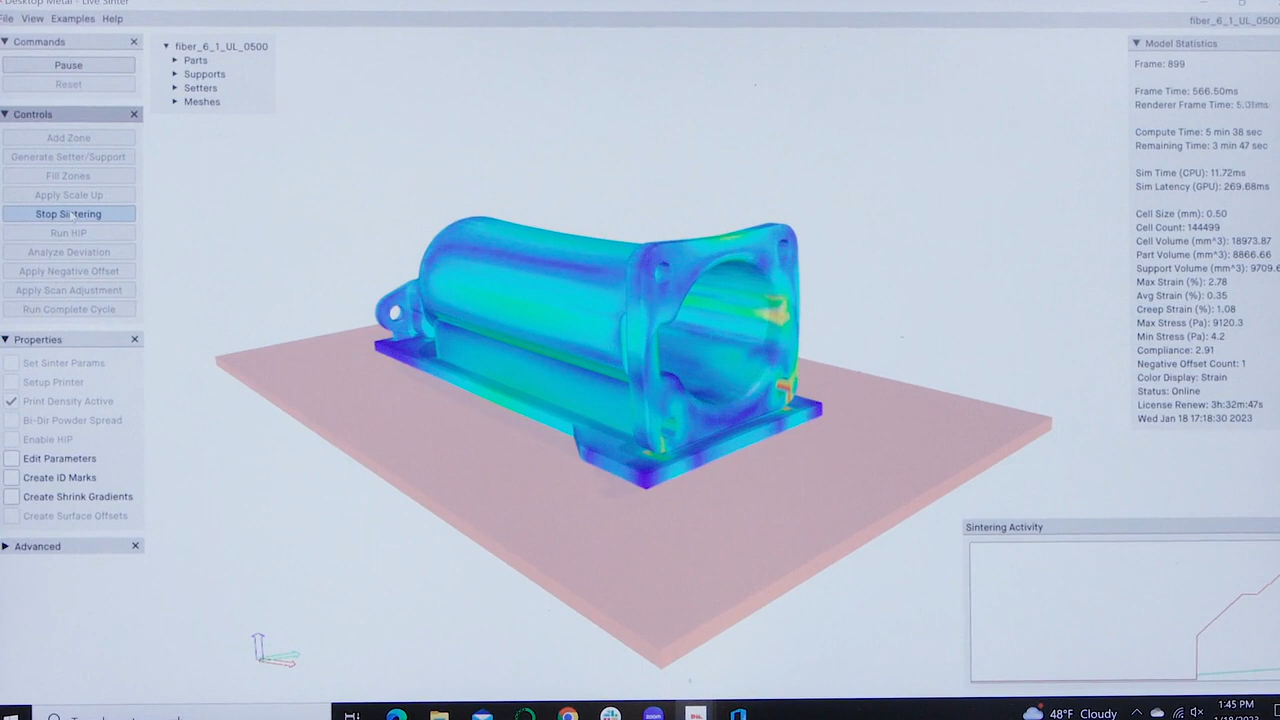 Desktop Metal - Live Sinter
File View Examples Help
fiber_6_1_UL_0500
Commands
Pause
Reset
Controls
Add Zone
Generate Setter/Support
Fill Zones
Apply Scale Up
Stop Sintering
Run HIP
Analyze Deviation
Apply Negative Offset
Apply Scan Adjustment
Run Complete Cycle
Properties
Set Sinter Params
Setup Printer
Print Density Active
Bi-Dir Powder Spread
Enable HIP
Edit Parameters
Create ID Marks
Create Shrink Gradients
Create Surface Offsets
Advanced
fiber_6_1_UL_0500
Parts
Supports
Setters
Meshes
Model Statistics
Frame: 899
Frame Time: 566.50ms
Renderer Frame Time: 5.01ms
Compute Time: 5 min 38 sec
Remaining Time: 3 min 47 sec
Sim Time (CPU): 11.72ms
Sim Latency (GPU): 269.68ms
Cell Size (mm): 0.50
Cell Count: 144499
Cell Volume (mm^3): 18973.87
Part Volume (mm^3): 8866.66
Support Volume (mm^3): 9709.6
Max Strain (%): 2.78
Avg Strain (%): 0.35
Creep Strain (%): 1.08
Max Stress (Pa): 9120.3
Min Stress (Pa): 4.2
Compliance: 2.91
Negative Offset Count: 1
Color Display: Strain
Status: Online
License Renew: 3h:32m:47s
Wed Jan 18 17:18:30 2023
Sintering Activity
zoom
48°F Cloudy
1:45 PM
1/18/2023